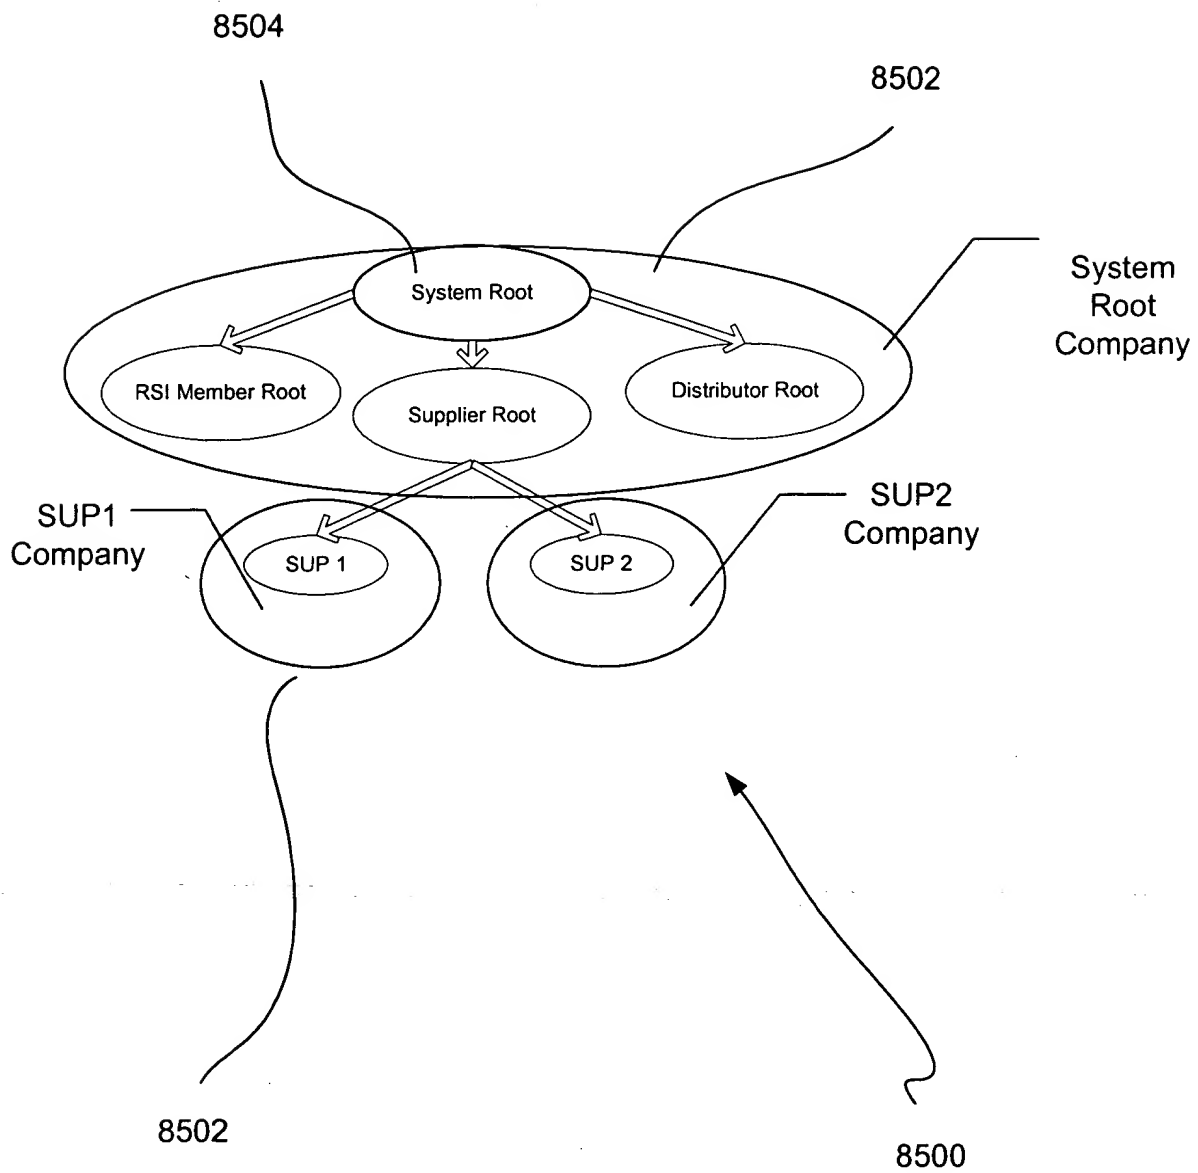 8504
8502
System Root
System
Root
Company
RSI Member Root
Supplier Root
Distributor Root
SUP1
Company
SUP2
Company
SUP 1
SUP 2
8502
8500